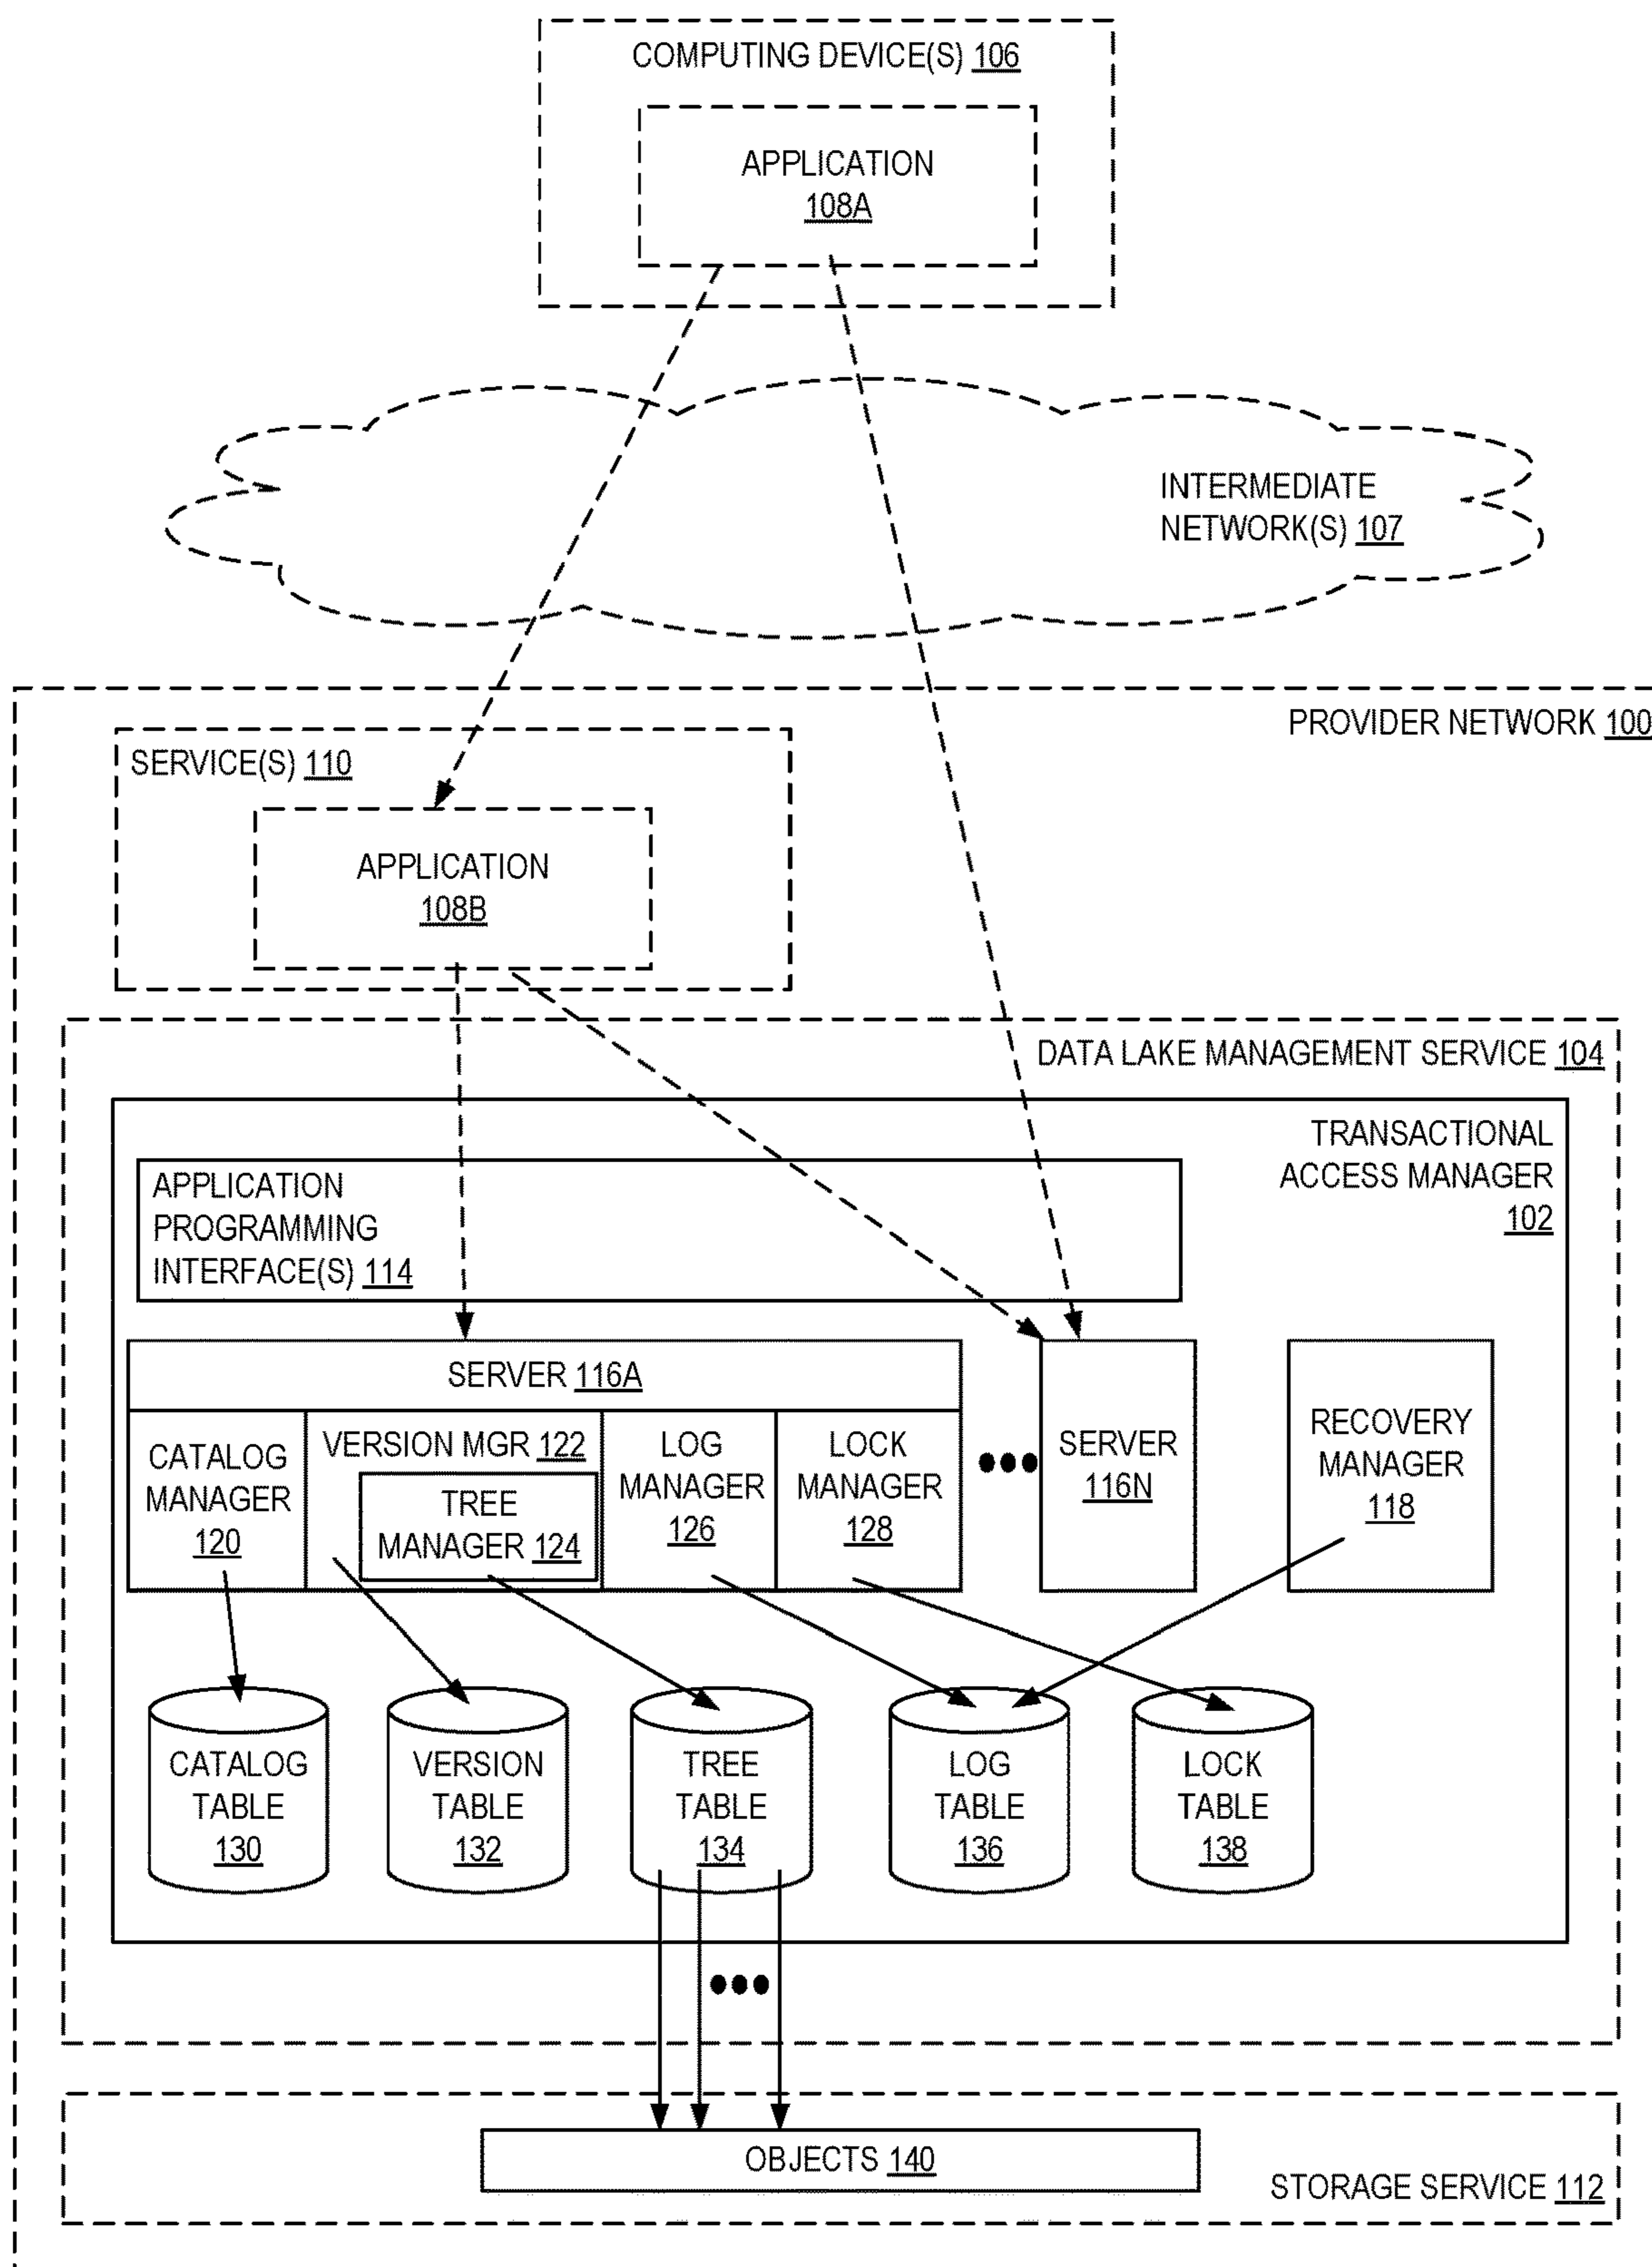 COMPUTING DEVICE(S) 106
APPLICATION
108A
INTERMEDIATE
NETWORK(S) 107
PROVIDER NETWORK 100
SERVICE(S) 110
APPLICATION
108B
DATA LAKE MANAGEMENT SERVICE 104
TRANSACTIONAL
ACCESS MANAGER
102
APPLICATION
PROGRAMMING
INTERFACE(S) 114
SERVER 116A
CATALOG
MANAGER
120
VERSION MGR 122
TREE
MANAGER 124
LOG
MANAGER
126
LOCK
MANAGER
128
SERVER
116N
RECOVERY
MANAGER
118
CATALOG
TABLE
130
VERSION
TABLE
132
TREE
TABLE
134
LOG
TABLE
136
LOCK
TABLE
138
OBJECTS 140
STORAGE SERVICE 112